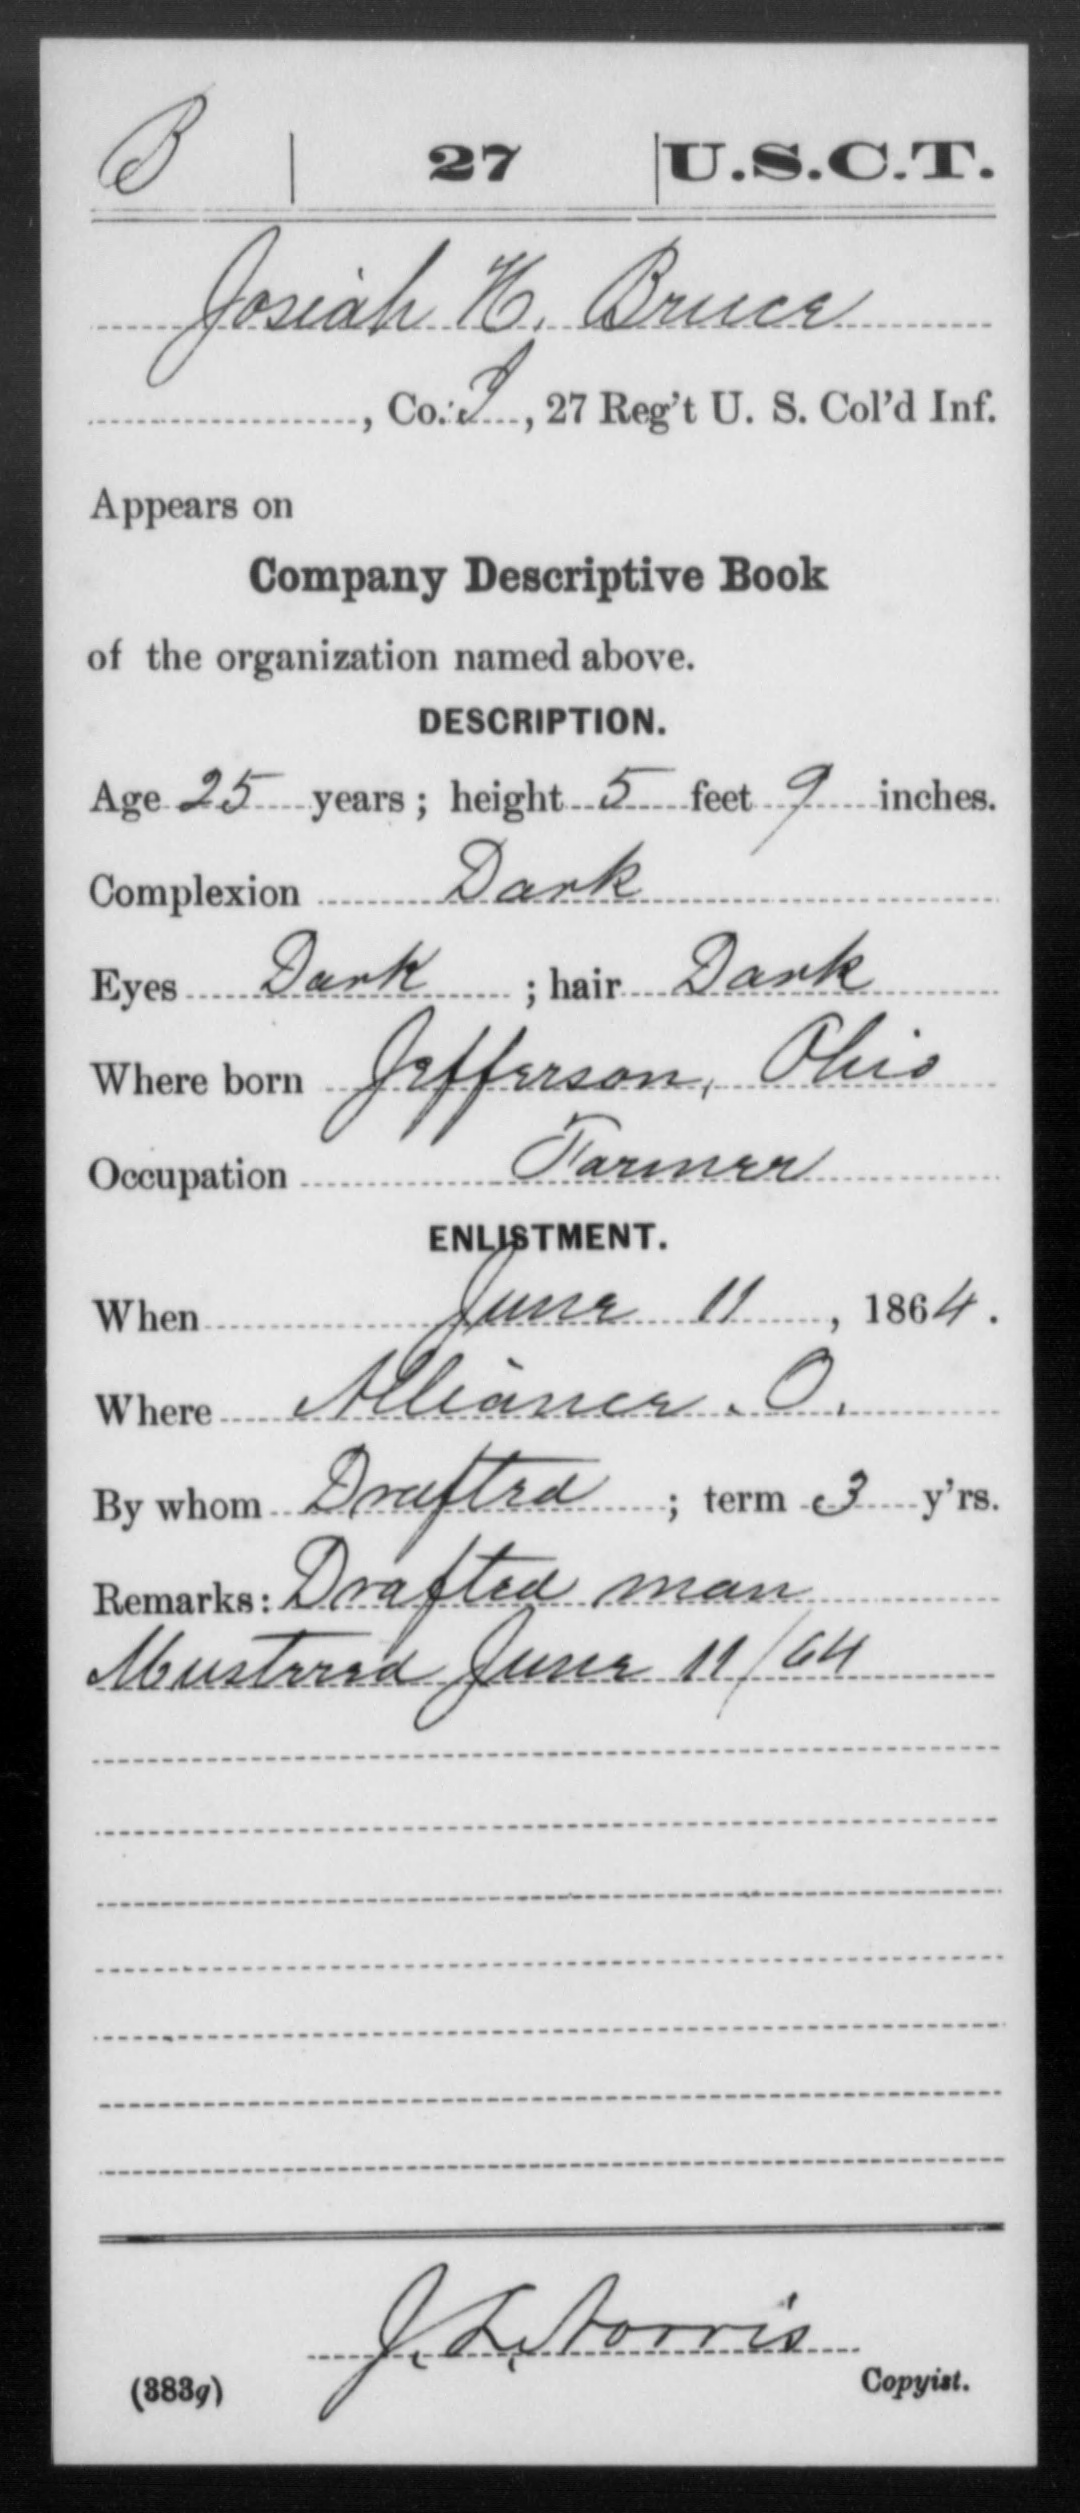 B | 27 | U.S.C.T.
Josiah H. Bruce
, Co. I, 27 Reg't U. S. Col'd Inf.
Appears on
Company Descriptive Book
of the organization named above.
DESCRIPTION.
Age 25 years; height 5 feet 9 inches.
Complexion Dark
Eyes Dark ; hair Dark
Where born Jefferson, Ohio
Occupation Farmer
ENLISTMENT.
When June 11, 1864.
Where Alliance. O.
By whom Drafted ; term 3 y'rs.
Remarks: Drafted man
Mustered June 11/64
J. L. Norris
(383g) Copyist.